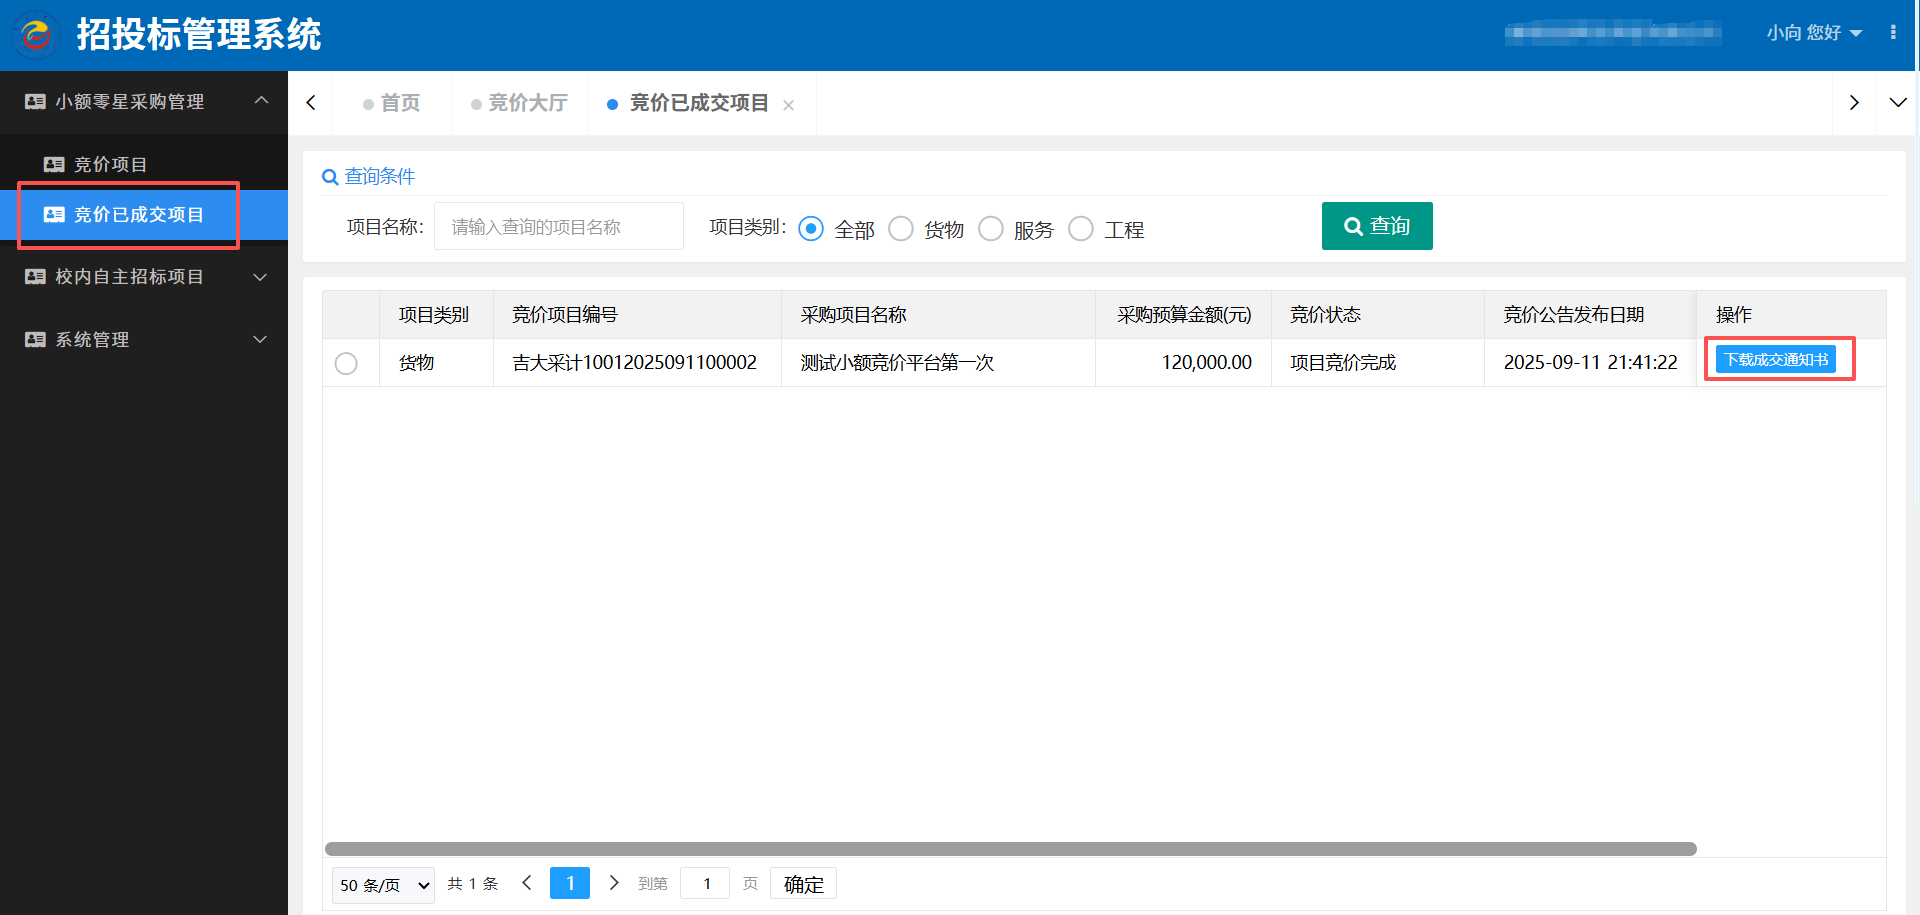 招投标管理系统
小向 您好
小额零星采购管理
竞价项目
竞价已成交项目
校内自主招标项目
系统管理
首页
竞价大厅
竞价已成交项目
查询条件
项目名称: 请输入查询的项目名称 项目类别: 全部 货物 服务 工程 查询
项目类别 竞价项目编号 采购项目名称 采购预算金额(元) 竞价状态 竞价公告发布日期 操作
货物 吉大采计10012025091100002 测试小额竞价平台第一次 120,000.00 项目竞价完成 2025-09-11 21:41:22 下载成交通知书
50 条/页 共 1 条 1 到第 1 页 确定